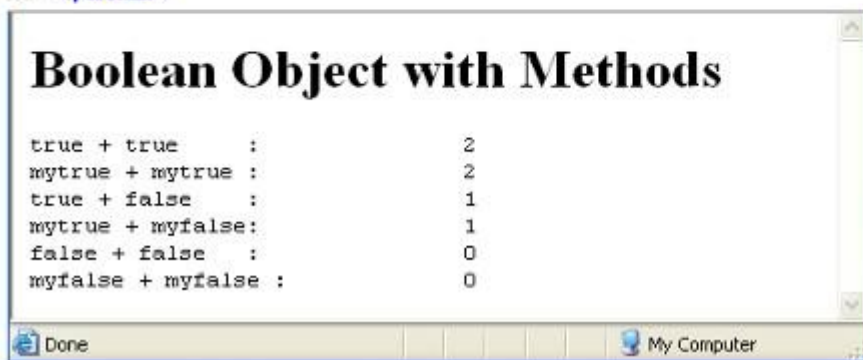 Boolean Object with Methods
true + true : 2
mytrue + mytrue : 2
true + false : 1
mytrue + myfalse: 1
false + false : 0
myfalse + myfalse : 0
Done My Computer